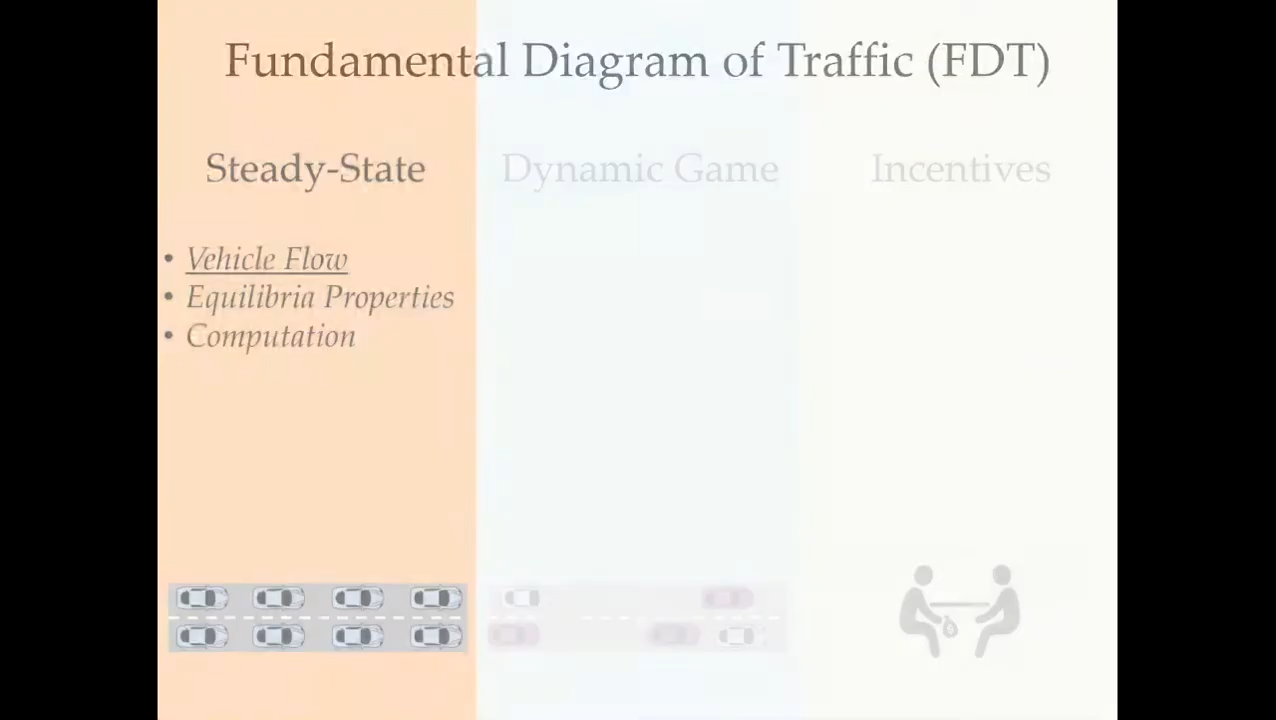 Fundamental Diagram of Traffic (FDT)
Steady-State
Dynamic Game
Incentives
• Vehicle Flow
• Equilibria Properties
• Computation